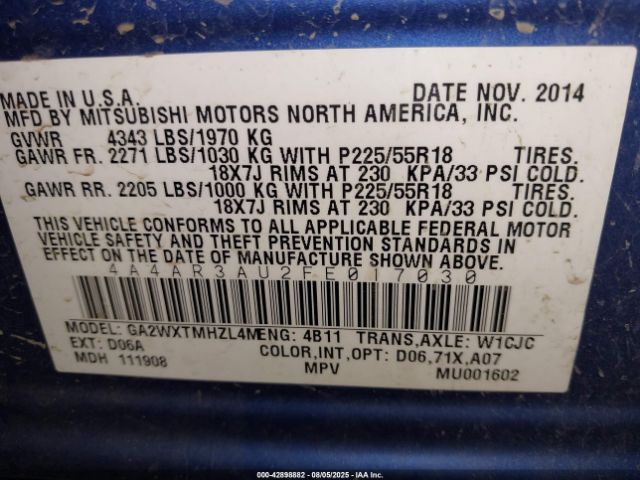 MADE IN U.S.A. DATE NOV. 2014
MFD BY MITSUBISHI MOTORS NORTH AMERICA, INC.
GVWR 4343 LBS/1970 KG
GAWR FR. 2271 LBS/1030 KG WITH P225/55R18 TIRES.
18X7J RIMS AT 230 KPA/33 PSI COLD.
GAWR RR. 2205 LBS/1000 KG WITH P225/55R18 TIRES.
18X7J RIMS AT 230 KPA/33 PSI COLD.
THIS VEHICLE CONFORMS TO ALL APPLICABLE FEDERAL MOTOR
VEHICLE SAFETY AND THEFT PREVENTION STANDARDS IN
EFFECT ON THE DATE OF MANUFACTURE SHOWN ABOVE.
4A4AR3AU2FE017030
MODEL: GA2WXTMHZL4M ENG: 4B11 TRANS,AXLE: W1CJC
EXT: D06A COLOR,INT,OPT: D06,71X,A07
MDH 111908 MPV MU001602
000-42898882 - 08/05/2025 - IAA Inc.